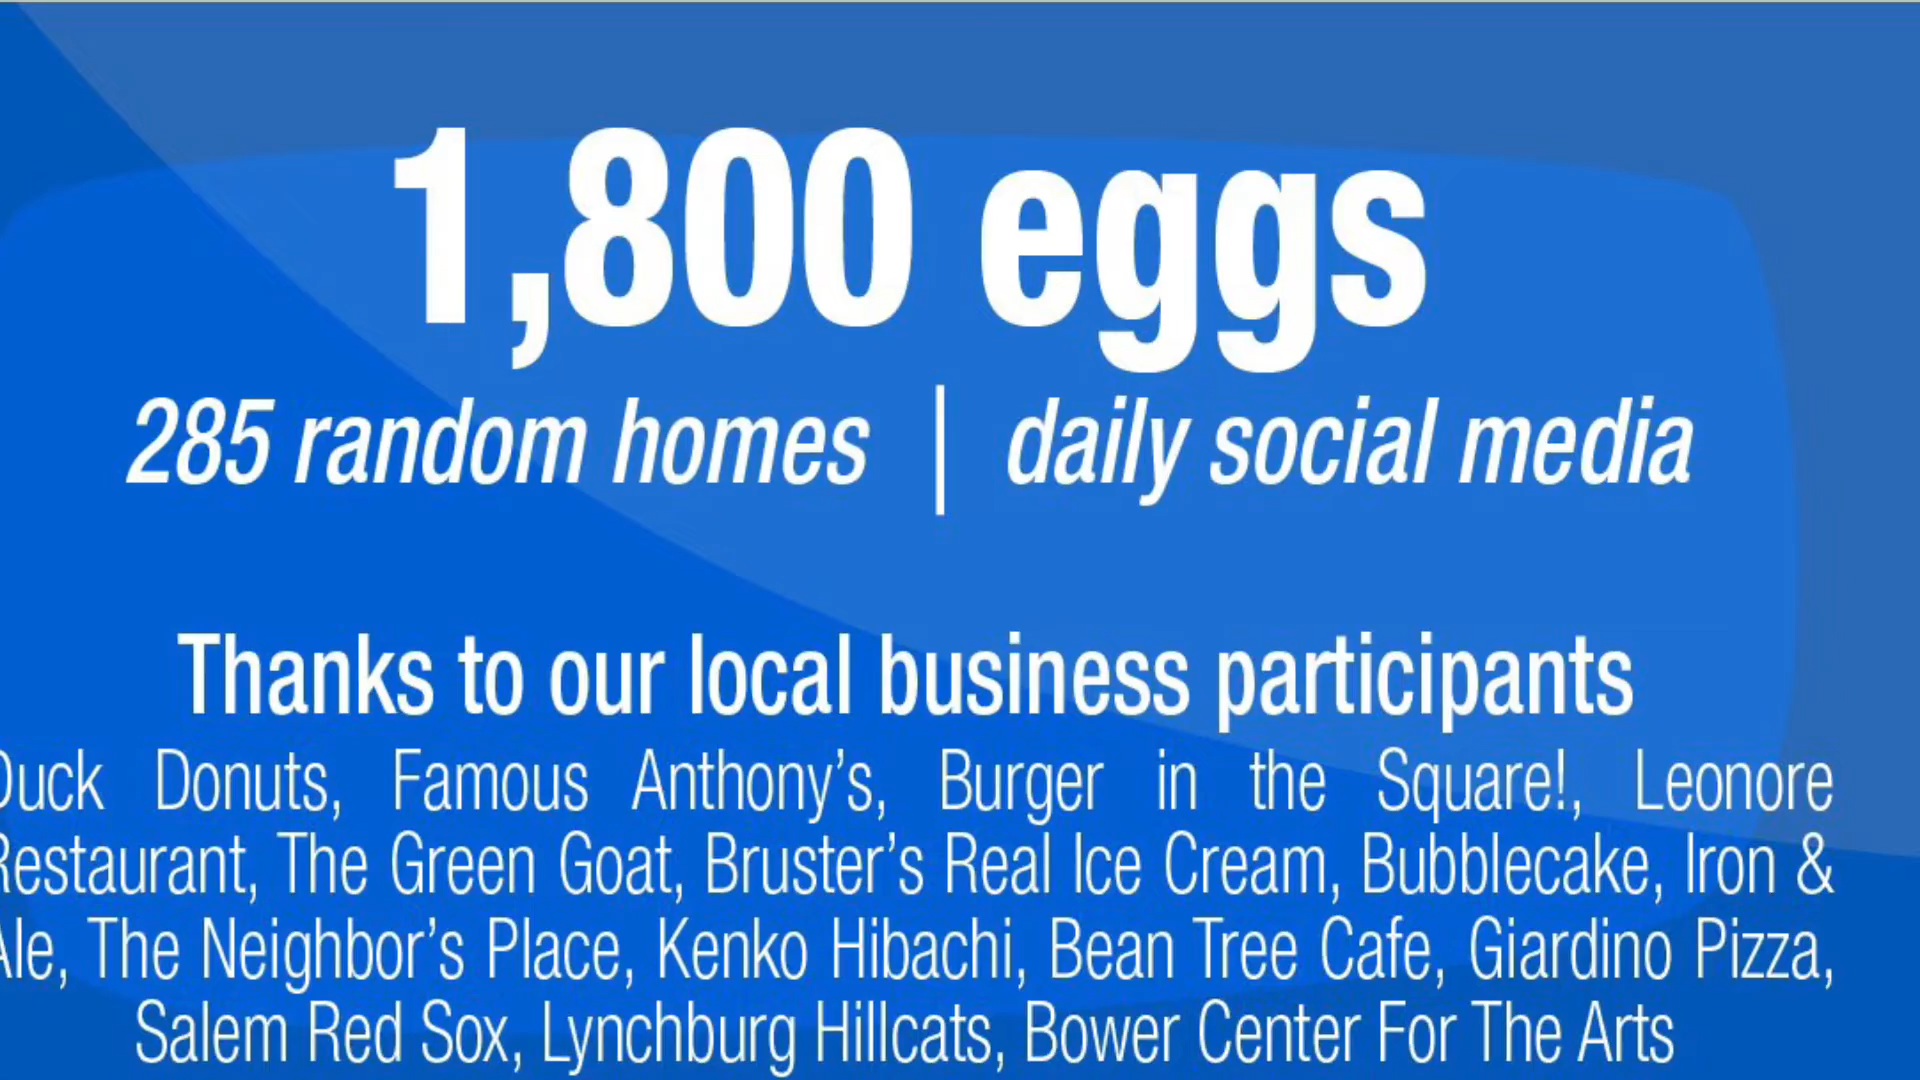 1,800 eggs
285 random homes | daily social media
Thanks to our local business participants
Duck Donuts, Famous Anthony's, Burger in the Square!, Leonore
Restaurant, The Green Goat, Bruster's Real Ice Cream, Bubblecake, Iron &
Ale, The Neighbor's Place, Kenko Hibachi, Bean Tree Cafe, Giardino Pizza,
Salem Red Sox, Lynchburg Hillcats, Bower Center For The Arts